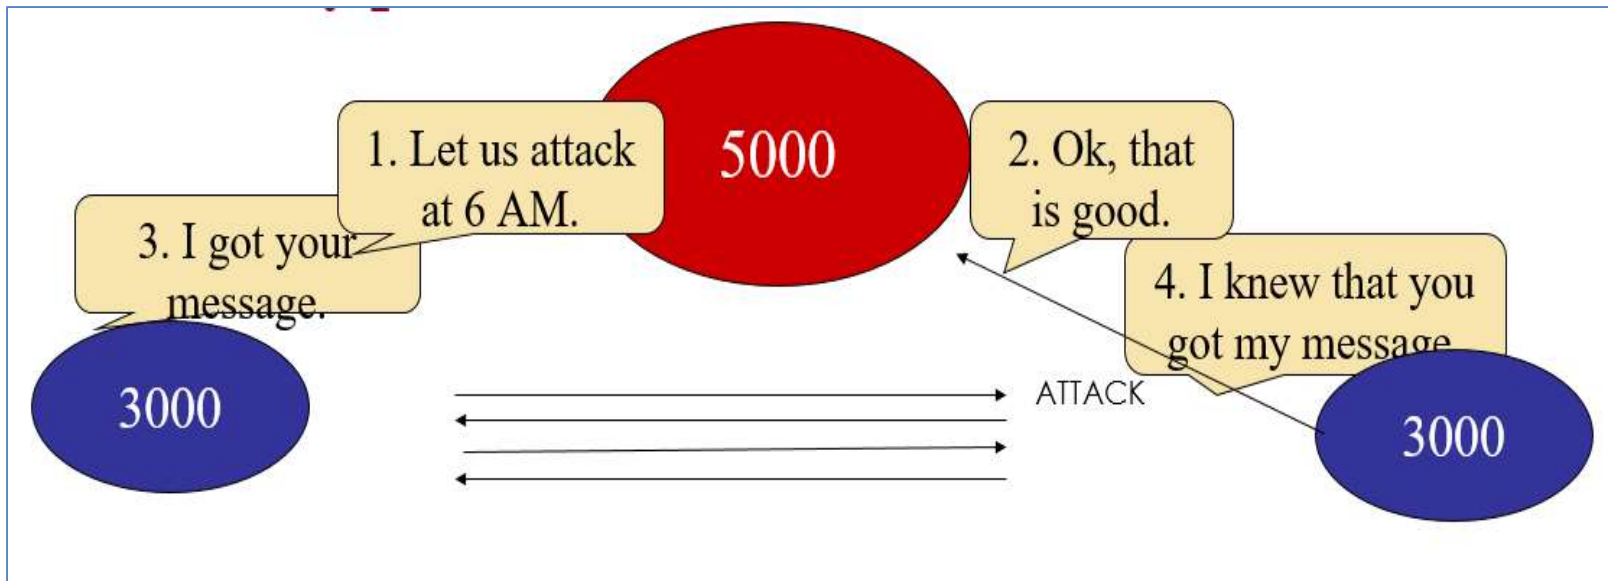 5000
1. Let us attack
at 6 AM.
2. Ok, that
is good.
3. I got your
message.
4. I knew that you
got my message
3000
ATTACK
3000